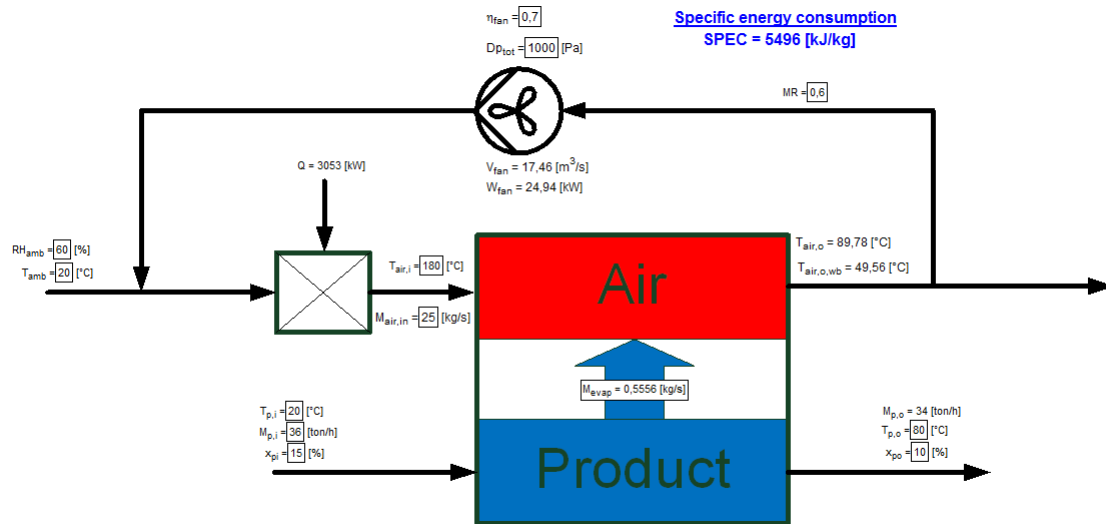 η_fan = 0,7
Dp_tot = 1000 [Pa]
Specific energy consumption
SPEC = 5496 [kJ/kg]
MR = 0,6
Q = 3053 [kW]
V_fan = 17,46 [m³/s]
W_fan = 24,94 [kW]
RH_amb = 60 [%]
T_amb = 20 [°C]
T_air,i = 180 [°C]
M_air,in = 25 [kg/s]
Air
T_air,o = 89,78 [°C]
T_air,o,wb = 49,56 [°C]
M_evap = 0,5556 [kg/s]
T_p,i = 20 [°C]
M_p,i = 36 [ton/h]
x_pi = 15 [%]
Product
M_p,o = 34 [ton/h]
T_p,o = 80 [°C]
x_po = 10 [%]